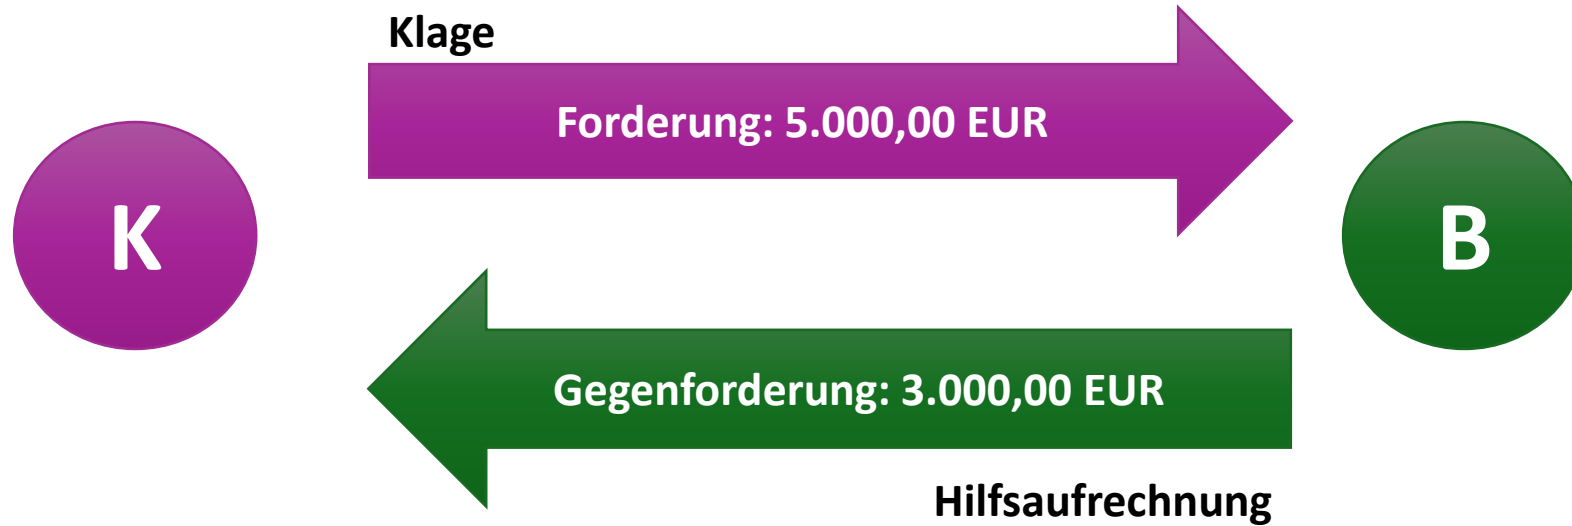 Klage
Forderung: 5.000,00 EUR
K
B
Gegenforderung: 3.000,00 EUR
Hilfsaufrechnung